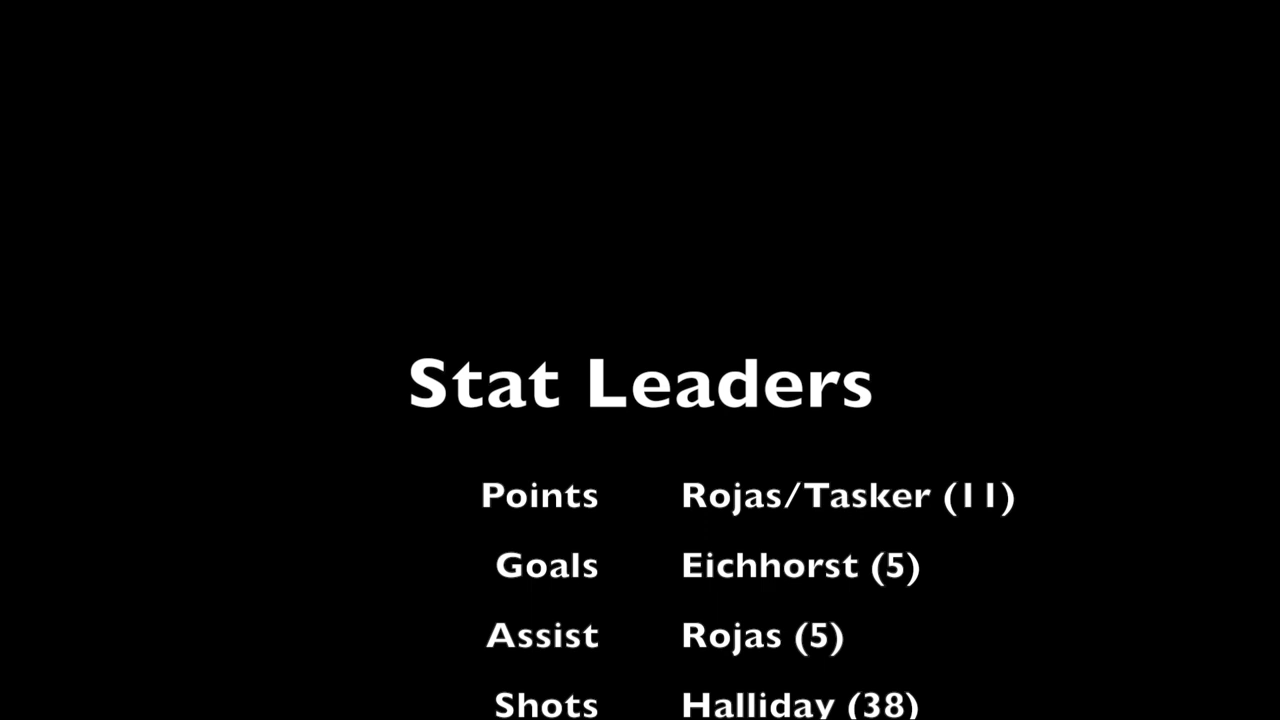 Stat Leaders
Points Rojas/Tasker (11)
Goals Eichhorst (5)
Assist Rojas (5)
Shots Halliday (38)